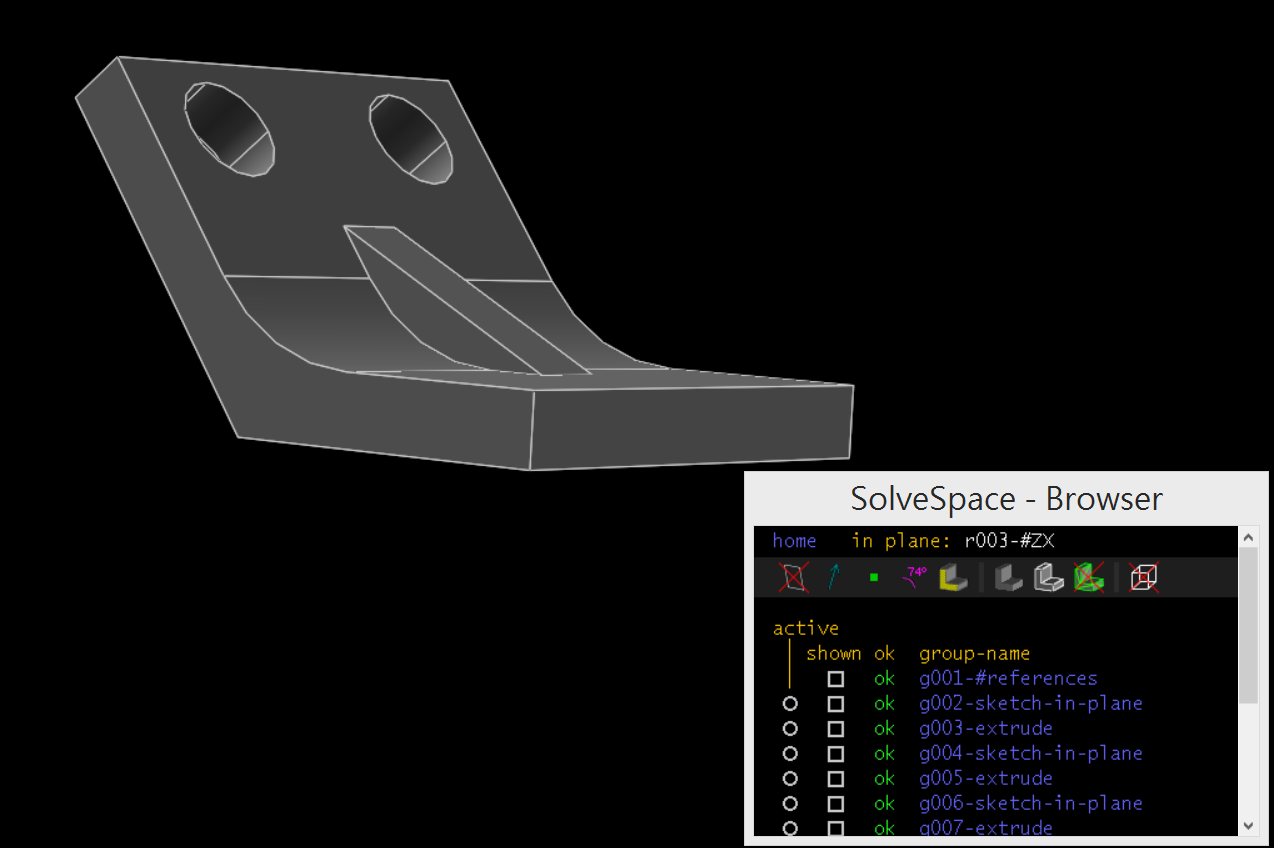 SolveSpace - Browser
home in plane: r003-#ZX
74º
active
shown ok group-name
ok g001-#references
ok g002-sketch-in-plane
ok g003-extrude
ok g004-sketch-in-plane
ok g005-extrude
ok g006-sketch-in-plane
ok g007-extrude